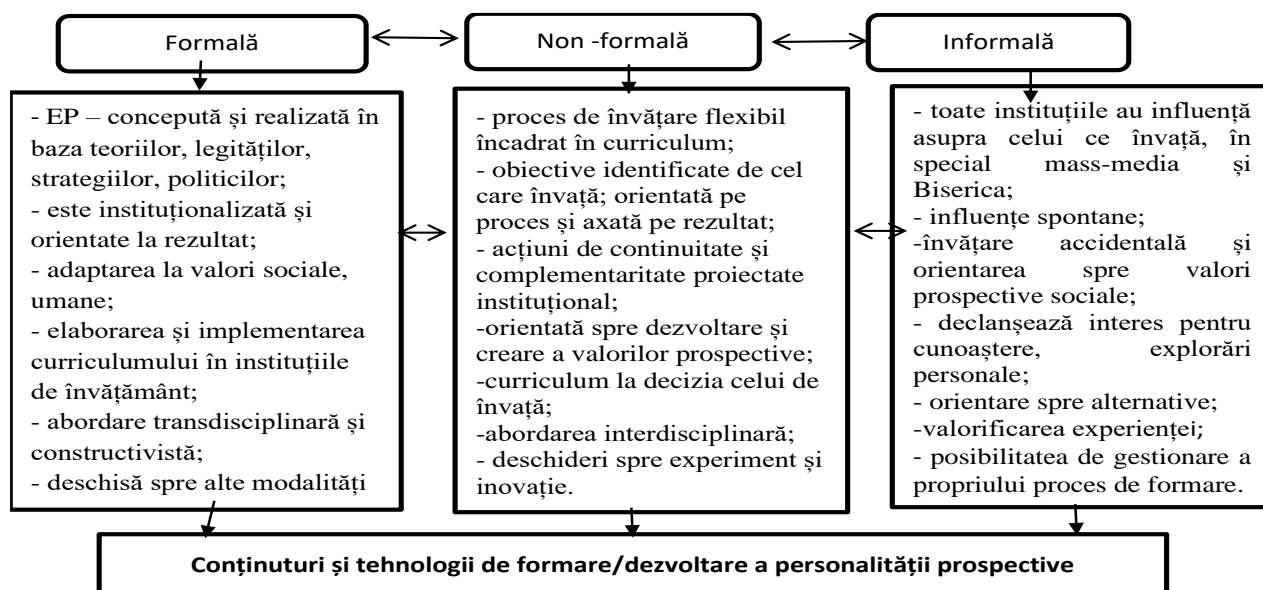 Formală
Non -formală
Informală
- EP – concepută și realizată în
baza teoriilor, legităților,
strategiilor, politicilor;
- este instituționalizată și
orientate la rezultat;
- adaptarea la valori sociale,
umane;
- elaborarea și implementarea
curriculumului în instituțiile
de învățământ;
- abordare transdisciplinară și
constructivistă;
- deschisă spre alte modalități
- proces de învățare flexibil
încadrat în curriculum;
- obiective identificate de cel
care învață; orientată pe
proces și axată pe rezultat;
- acțiuni de continuitate și
complementaritate proiectate
instituțional;
-orientată spre dezvoltare și
creare a valorilor prospective;
-curriculum la decizia celui de
învață;
-abordarea interdisciplinară;
- deschideri spre experiment și
inovație.
- toate instituțiile au influență
asupra celui ce învață, în
special mass-media și
Biserica;
- influențe spontane;
-învățare accidentală și
orientarea spre valori
prospective sociale;
- declanșează interes pentru
cunoaștere, explorări
personale;
- orientare spre alternative;
-valorificarea experienței;
- posibilitatea de gestionare a
propriului proces de formare.
Conținuturi și tehnologii de formare/dezvoltare a personalității prospective